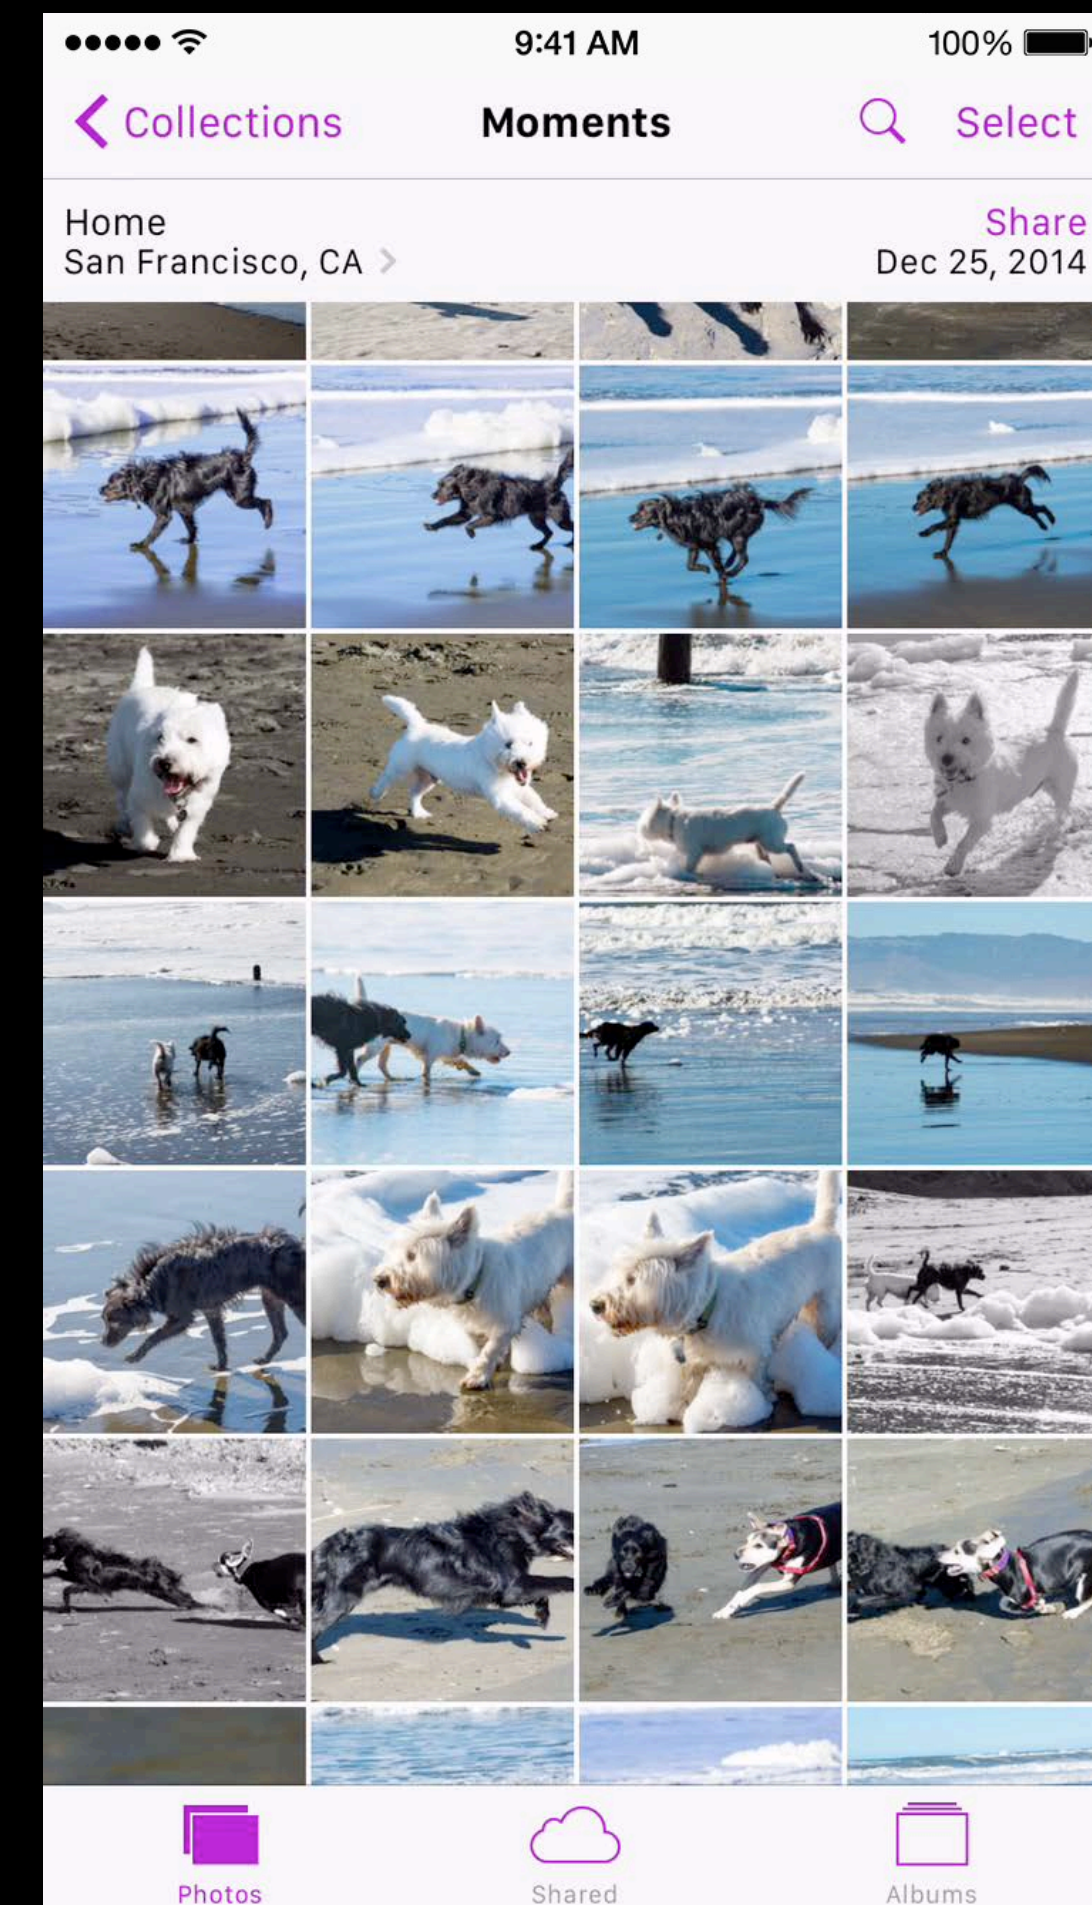 9:41 AM 100%
Collections Moments Select
Home Share
San Francisco, CA Dec 25, 2014
Photos Shared Albums